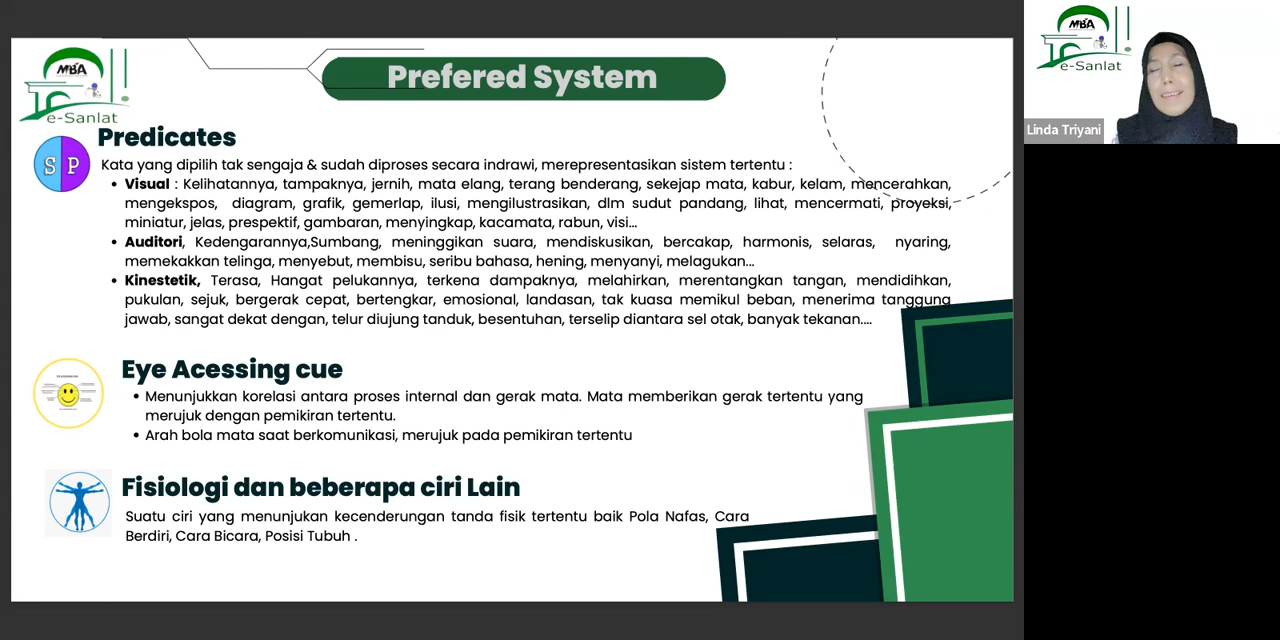 MBA
e-Sanlat
Prefered System
MBA
e-Sanlat
Linda Triyani
Predicates
S P
Kata yang dipilih tak sengaja & sudah diproses secara indrawi, merepresentasikan sistem tertentu :
• Visual : Kelihatannya, tampaknya, jernih, mata elang, terang benderang, sekejap mata, kabur, kelam, mencerahkan,
mengekspos, diagram, grafik, gemerlap, ilusi, mengilustrasikan, dlm sudut pandang, lihat, mencermati, proyeksi,
miniatur, jelas, prespektif, gambaran, menyingkap, kacamata, rabun, visi...
• Auditori, Kedengarannya,Sumbang, meninggikan suara, mendiskusikan, bercakap, harmonis, selaras, nyaring,
memekakkan telinga, menyebut, membisu, seribu bahasa, hening, menyanyi, melagukan...
• Kinestetik, Terasa, Hangat pelukannya, terkena dampaknya, melahirkan, merentangkan tangan, mendidihkan,
pukulan, sejuk, bergerak cepat, bertengkar, emosional, landasan, tak kuasa memikul beban, menerima tanggung
jawab, sangat dekat dengan, telur diujung tanduk, besentuhan, terselip diantara sel otak, banyak tekanan....
Eye Acessing cue
• Menunjukkan korelasi antara proses internal dan gerak mata. Mata memberikan gerak tertentu yang
merujuk dengan pemikiran tertentu.
• Arah bola mata saat berkomunikasi, merujuk pada pemikiran tertentu
Fisiologi dan beberapa ciri Lain
Suatu ciri yang menunjukan kecenderungan tanda fisik tertentu baik Pola Nafas, Cara
Berdiri, Cara Bicara, Posisi Tubuh .